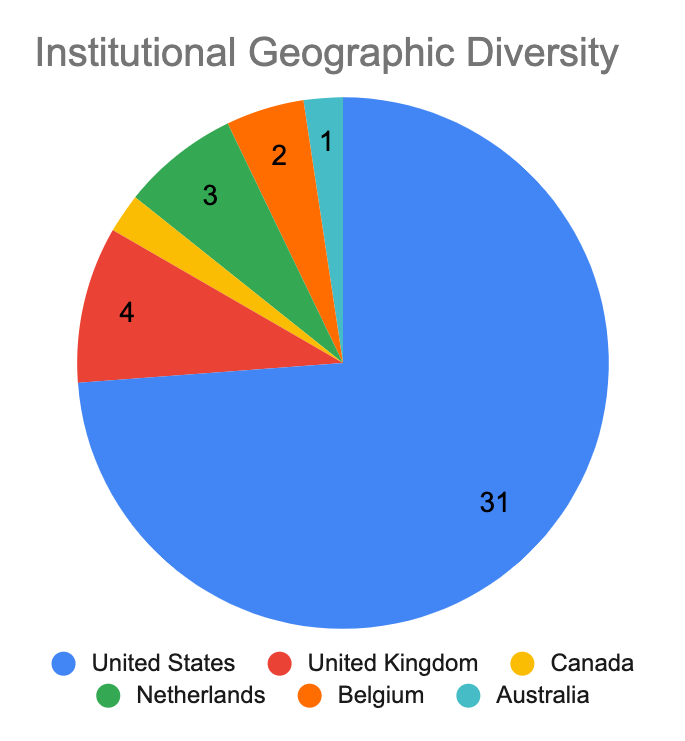 Institutional Geographic Diversity
1
2
3
4
31
United States United Kingdom Canada
Netherlands Belgium Australia